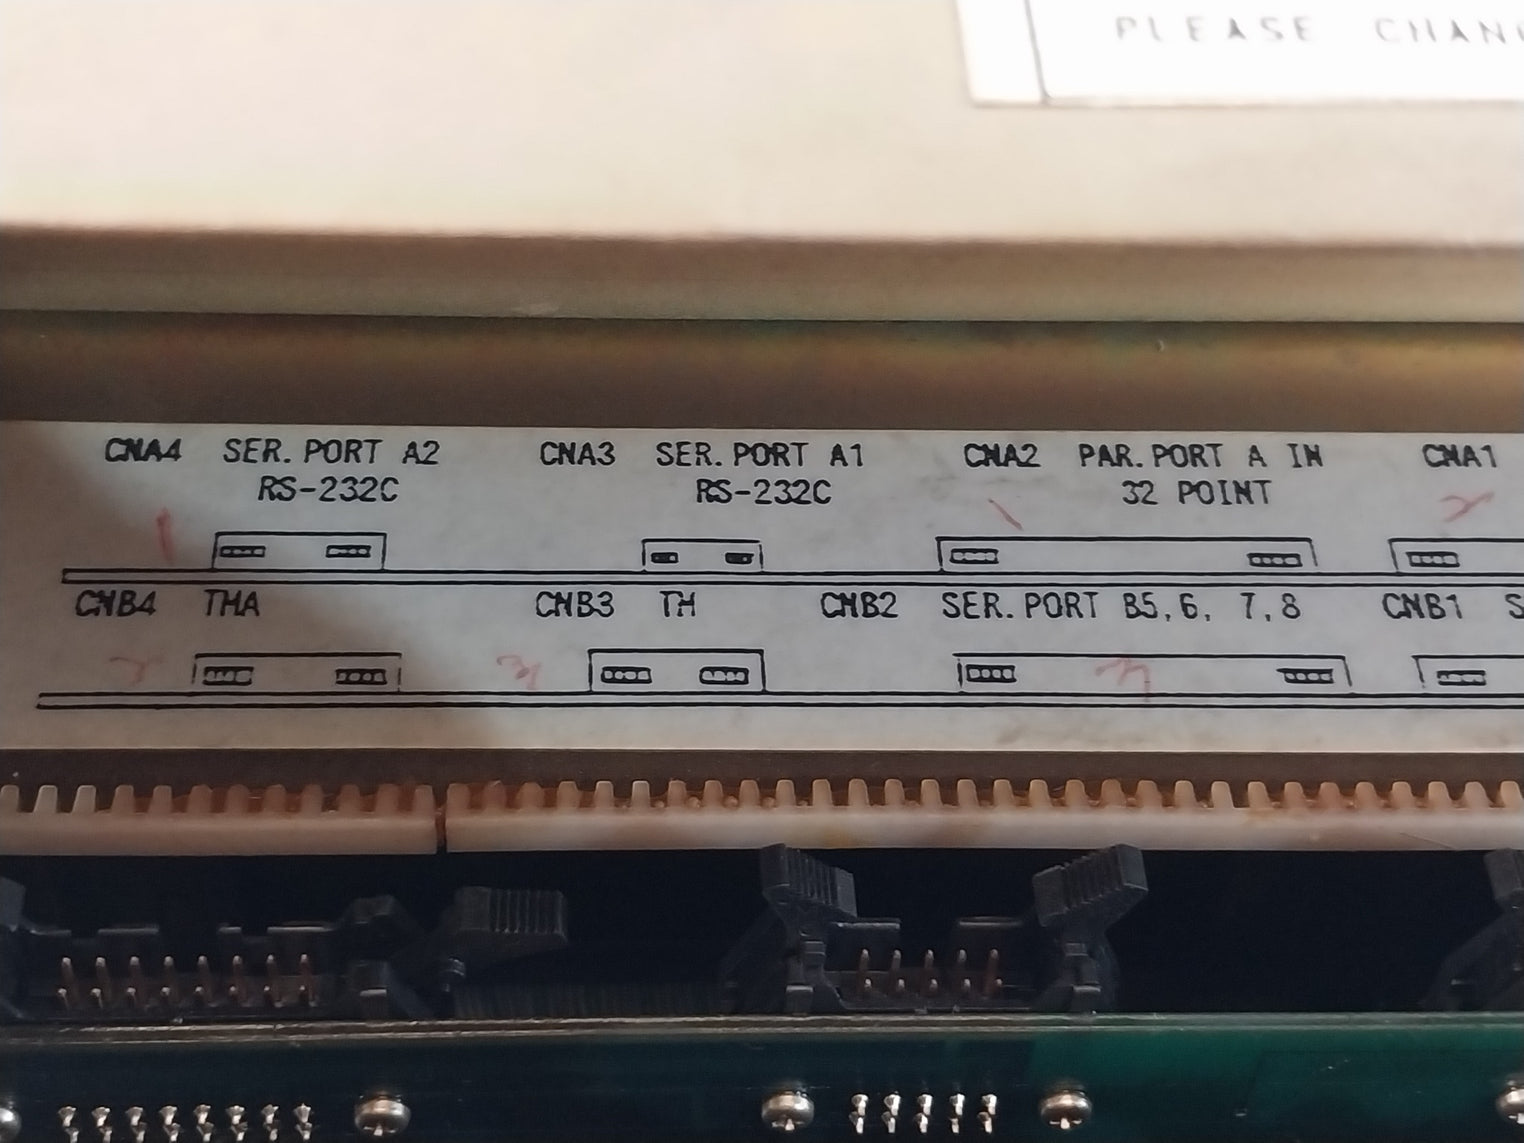 PLEASE
CNA4 SER. PORT A2 CNA3 SER. PORT A1 CNA2 PAR. PORT A IN CNA1
RS-232C RS-232C 32 POINT
CNB4 THA CNB3 TH CNB2 SER. PORT B5, 6, 7, 8 CNB1